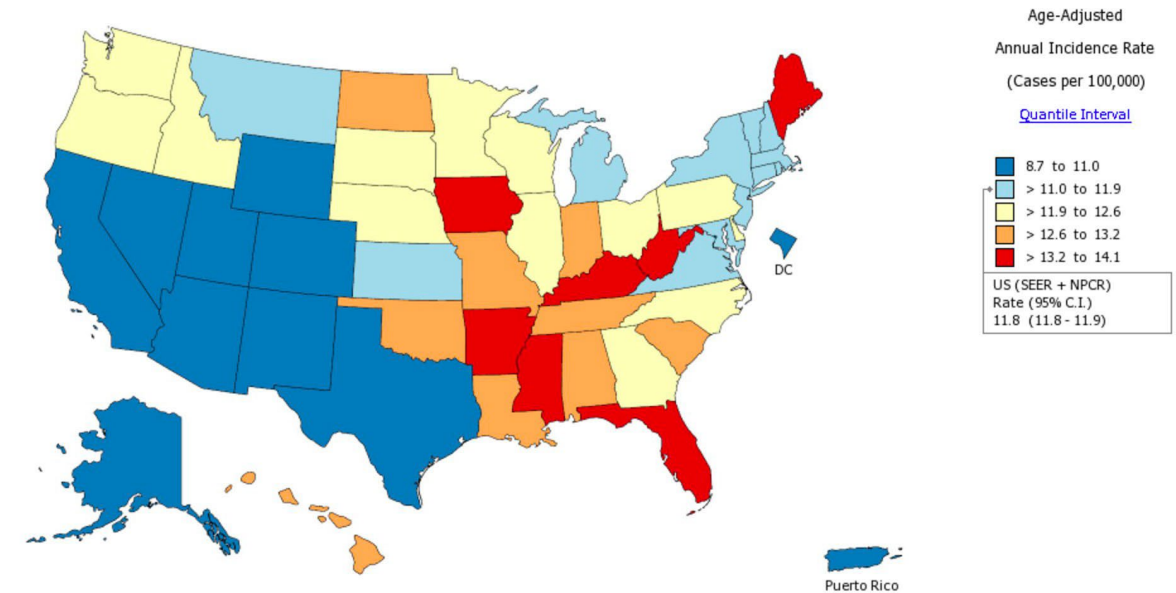 Age-Adjusted
Annual Incidence Rate
(Cases per 100,000)
Quantile Interval
8.7 to 11.0
> 11.0 to 11.9
> 11.9 to 12.6
> 12.6 to 13.2
> 13.2 to 14.1
US (SEER + NPCR)
Rate (95% C.I.)
11.8 (11.8 - 11.9)
DC
Puerto Rico